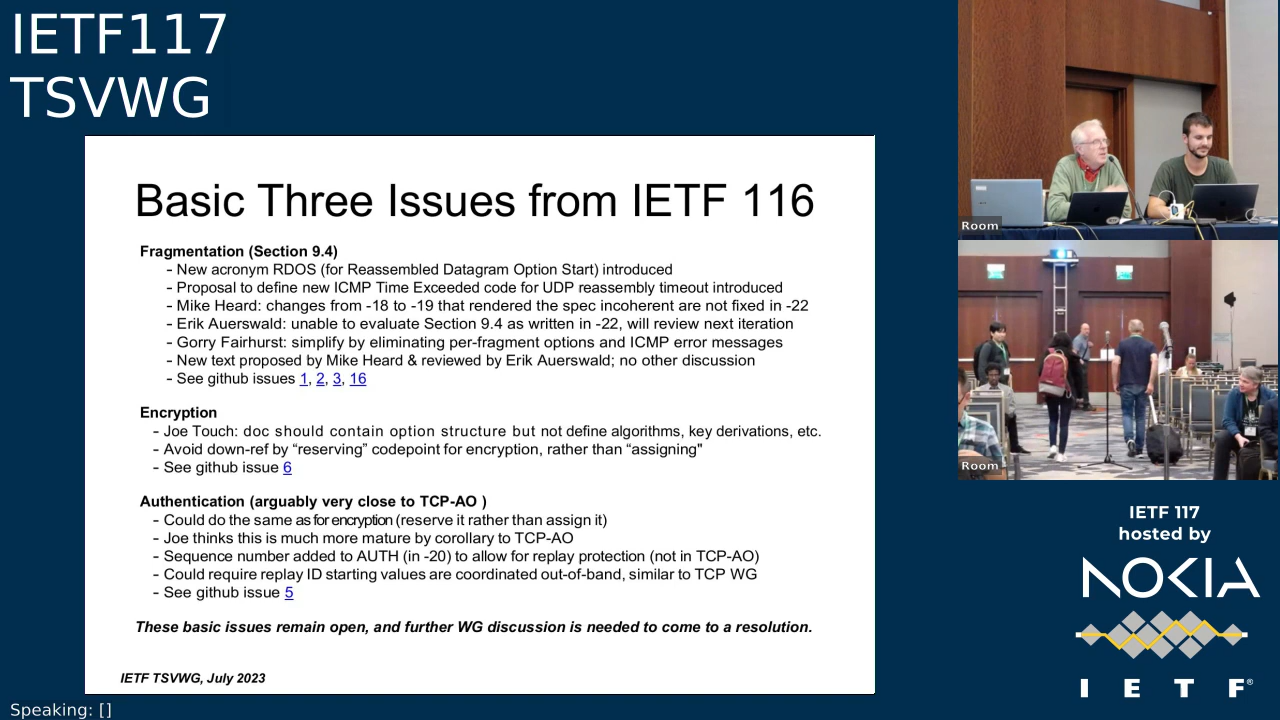 IETF117
TSVWG
Basic Three Issues from IETF 116
Fragmentation (Section 9.4)
- New acronym RDOS (for Reassembled Datagram Option Start) introduced
- Proposal to define new ICMP Time Exceeded code for UDP reassembly timeout introduced
- Mike Heard: changes from -18 to -19 that rendered the spec incoherent are not fixed in -22
- Erik Auerswald: unable to evaluate Section 9.4 as written in -22, will review next iteration
- Gorry Fairhurst: simplify by eliminating per-fragment options and ICMP error messages
- New text proposed by Mike Heard & reviewed by Erik Auerswald; no other discussion
- See github issues 1, 2, 3, 16
Encryption
- Joe Touch: doc should contain option structure but not define algorithms, key derivations, etc.
- Avoid down-ref by “reserving” codepoint for encryption, rather than “assigning"
- See github issue 6
Authentication (arguably very close to TCP-AO )
- Could do the same as for encryption (reserve it rather than assign it)
- Joe thinks this is much more mature by corollary to TCP-AO
- Sequence number added to AUTH (in -20) to allow for replay protection (not in TCP-AO)
- Could require replay ID starting values are coordinated out-of-band, similar to TCP WG
- See github issue 5
These basic issues remain open, and further WG discussion is needed to come to a resolution.
IETF TSVWG, July 2023
Speaking: []
Room
Room
IETF 117
hosted by
NOKIA
I E T F®